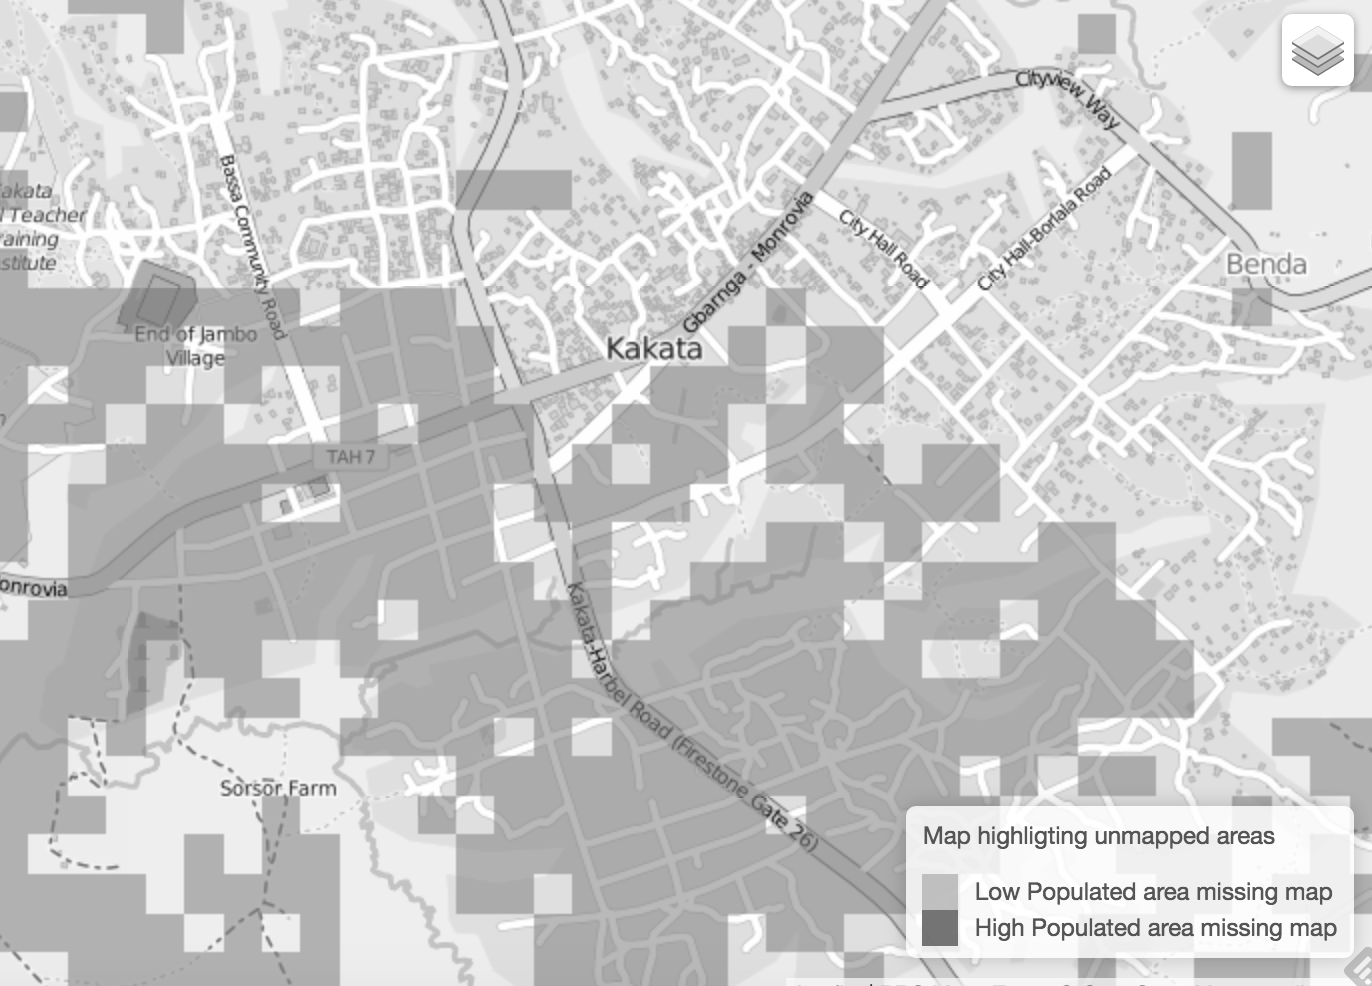 Cityview Way
Bassa Community Road
akata
l Teacher
raining
stitute
City Hall Road
City Hall-Borlala Road
Gbarnga - Monrovia
Benda
End of Jambo
Village
Kakata
TAH 7
onrovia
Kakata-Harbel Road (Firestone Gate 26)
Sorsor Farm
Map highligting unmapped areas
Low Populated area missing map
High Populated area missing map